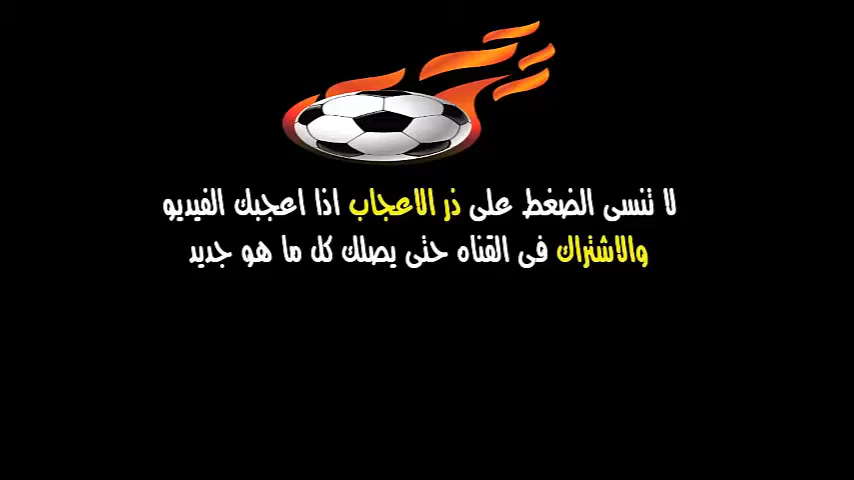 لا تنسى الضغط على ذر الاعجاب اذا اعجبك الفيديو
والاشتراك فى القناه حتى يصلك كل ما هو جديد